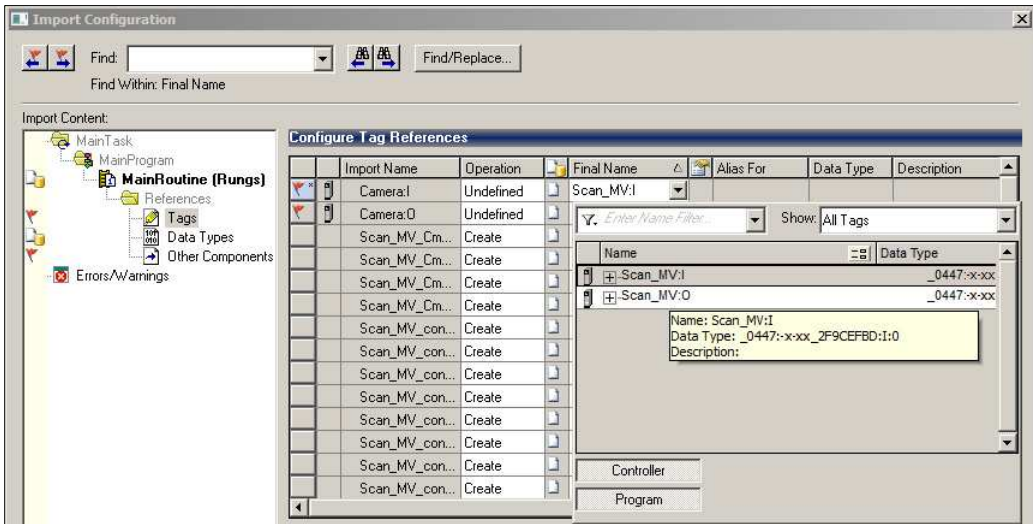 Import Configuration
Find:
Find/Replace...
Find Within: Final Name
Import Content:
MainTask
MainProgram
MainRoutine (Rungs)
References
Tags
Data Types
Other Components
Errors/Warnings
Configure Tag References
Import Name Operation Final Name Alias For Data Type Description
Camera:I Undefined Scan_MV:I
Camera:O Undefined
Scan_MV_Cm... Create
Scan_MV_Cm... Create
Scan_MV_Cm... Create
Scan_MV_Cm... Create
Scan_MV_con... Create
Scan_MV_con... Create
Scan_MV_con... Create
Scan_MV_con... Create
Scan_MV_con... Create
Scan_MV_con... Create
Scan_MV_con... Create
Scan_MV_con... Create
Enter Name Filter... Show: All Tags
Name Data Type
Scan_MV:I _0447:-x-xx
Scan_MV:O _0447:-x-xx
Name: Scan_MV:I
Data Type: _0447:-x-xx_2F9CEFBD:I:0
Description:
Controller
Program